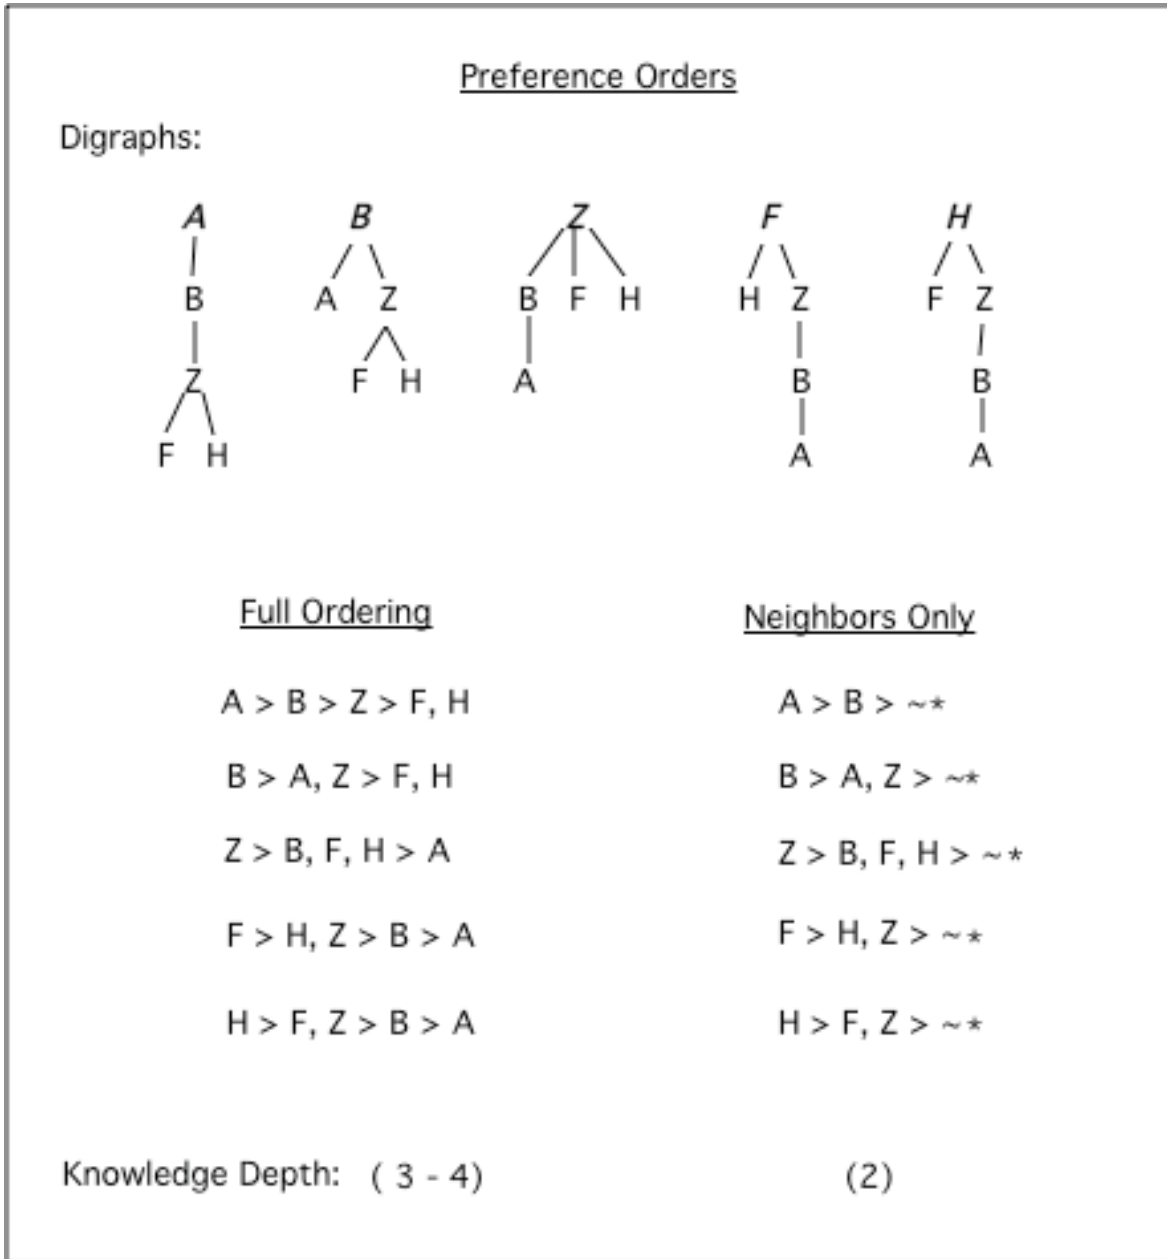 Preference Orders
Digraphs:
A B Z F H
B A Z B F H H Z F Z
Z F H A B B
F H A A
Full Ordering Neighbors Only
A > B > Z > F, H A > B > ~*
B > A, Z > F, H B > A, Z > ~*
Z > B, F, H > A Z > B, F, H > ~*
F > H, Z > B > A F > H, Z > ~*
H > F, Z > B > A H > F, Z > ~*
Knowledge Depth: ( 3 - 4) (2)